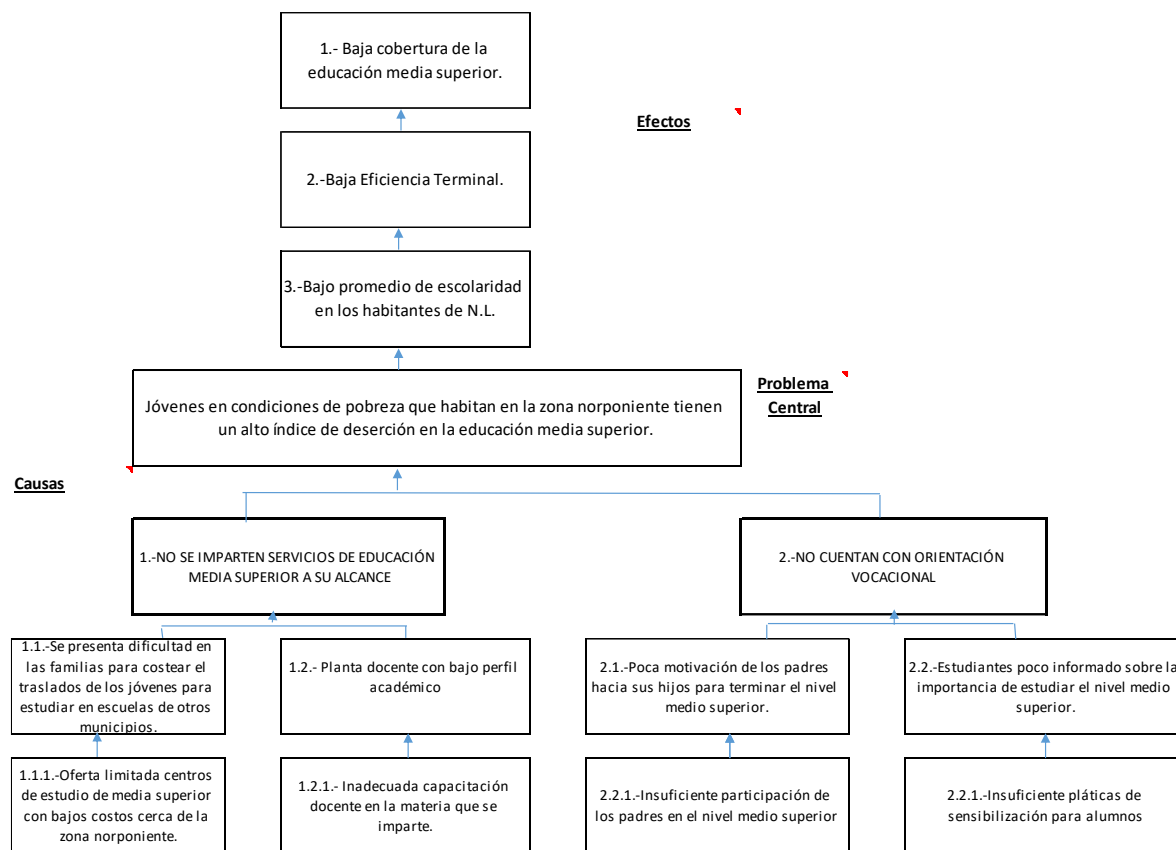 1.- Baja cobertura de la
educación media superior.
Efectos
2.-Baja Eficiencia Terminal.
3.-Bajo promedio de escolaridad
en los habitantes de N.L.
Problema
Central
Jóvenes en condiciones de pobreza que habitan en la zona norponiente tienen
un alto índice de deserción en la educación media superior.
Causas
1.-NO SE IMPARTEN SERVICIOS DE EDUCACIÓN
MEDIA SUPERIOR A SU ALCANCE
2.-NO CUENTAN CON ORIENTACIÓN
VOCACIONAL
1.1.-Se presenta dificultad en
las familias para costear el
traslados de los jóvenes para
estudiar en escuelas de otros
municipios.
1.2.- Planta docente con bajo perfil
académico
2.1.-Poca motivación de los padres
hacia sus hijos para terminar el nivel
medio superior.
2.2.-Estudiantes poco informado sobre la
importancia de estudiar el nivel medio
superior.
1.1.1.-Oferta limitada centros
de estudio de media superior
con bajos costos cerca de la
zona norponiente.
1.2.1.- Inadecuada capacitación
docente en la materia que se
imparte.
2.2.1.-Insuficiente participación de
los padres en el nivel medio superior
2.2.1.-Insuficiente pláticas de
sensibilización para alumnos